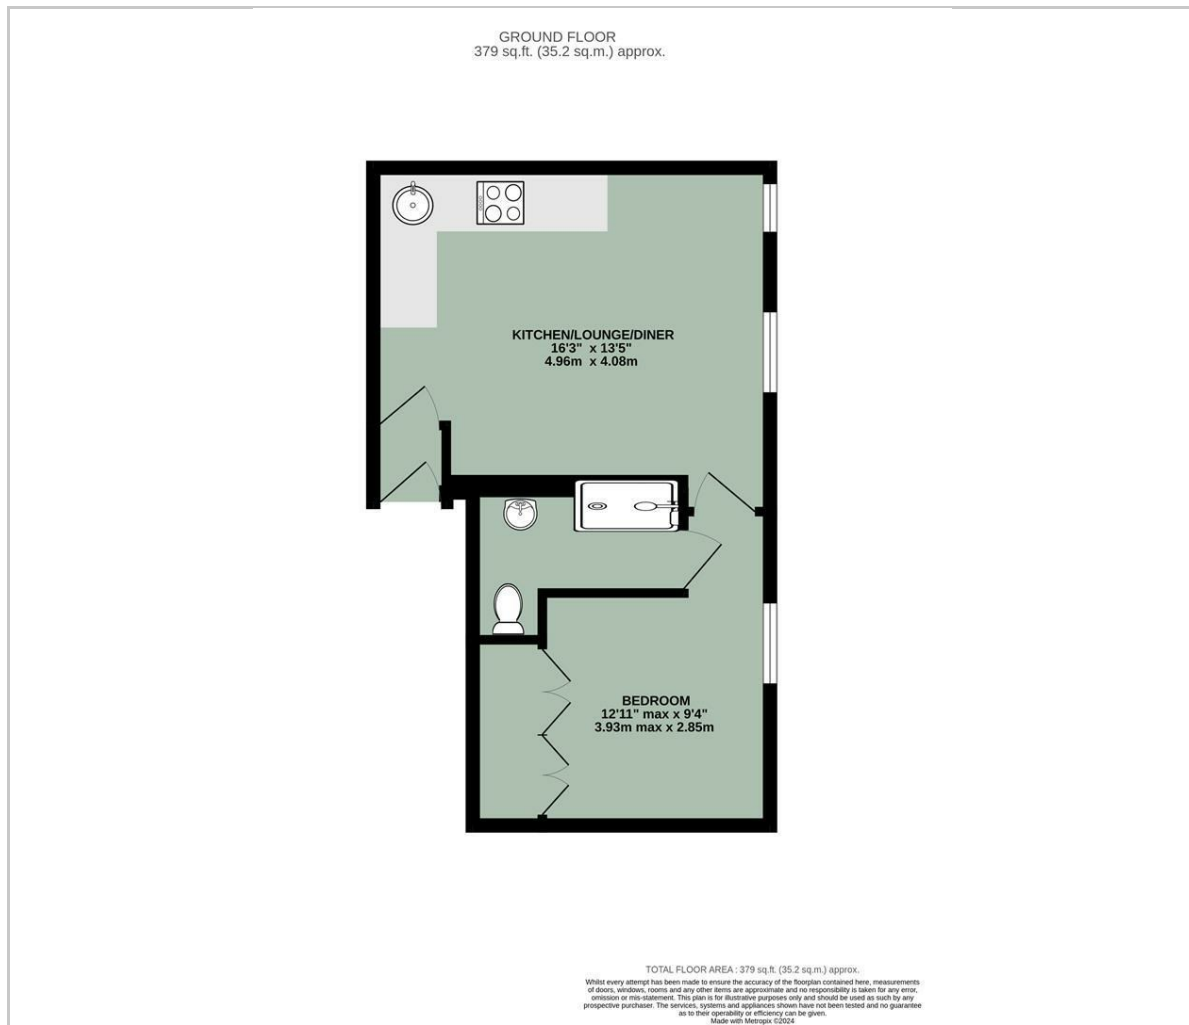 GROUND FLOOR
379 sq.ft. (35.2 sq.m.) approx.
KITCHEN/LOUNGE/DINER
16'3" x 13'5"
4.96m x 4.08m
BEDROOM
12'11" max x 9'4"
3.93m max x 2.85m
TOTAL FLOOR AREA : 379 sq.ft. (35.2 sq.m.) approx.
Whilst every attempt has been made to ensure the accuracy of the floorplan contained here, measurements
of doors, windows, rooms and any other items are approximate and no responsibility is taken for any error,
omission or mis-statement. This plan is for illustrative purposes only and should be used as such by any
prospective purchaser. The services, systems and appliances shown have not been tested and no guarantee
as to their operability or efficiency can be given.
Made with Metropix ©2024